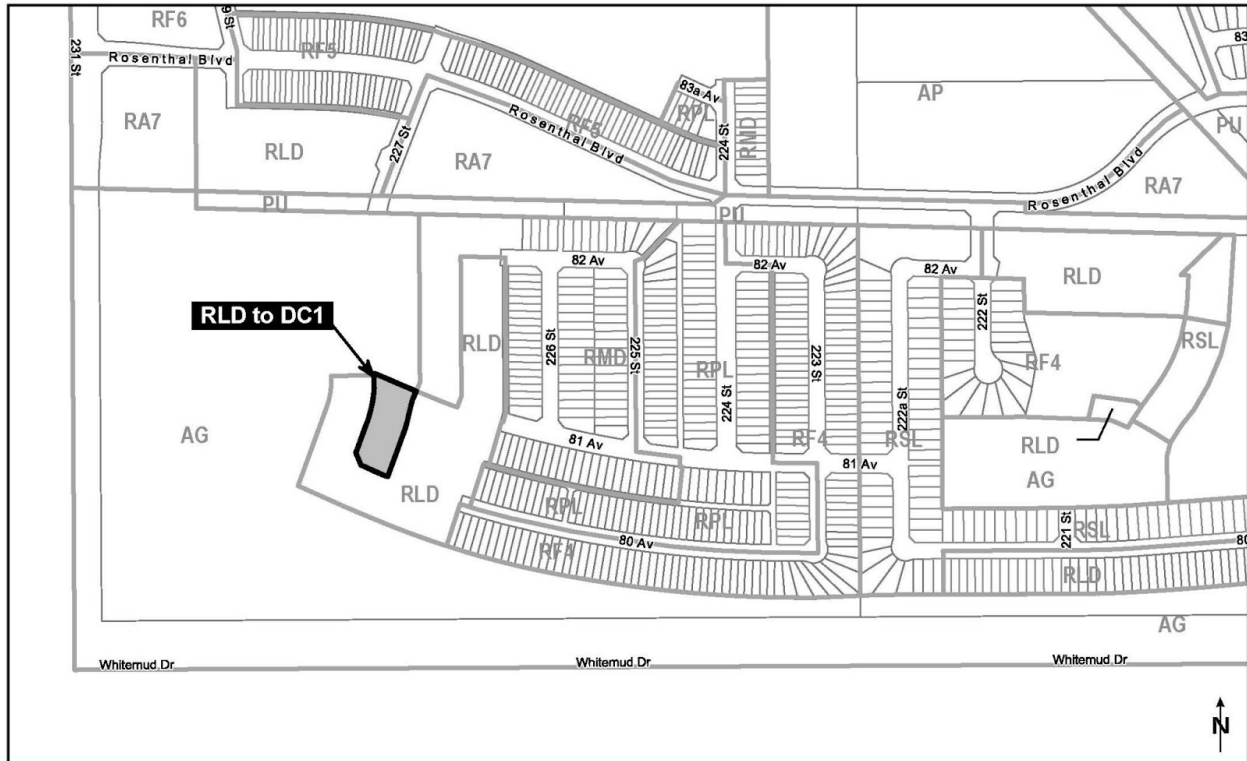 RF6
9 St
231 St
Rosenthal Blvd
RF5
RA7
RLD
227 St
RA7
Rosenthal Blvd
RF5
83a Av
RPL
224 St
RMD
AP
83
PU
RA7
Rosenthal Blvd
PU
PU
82 Av
82 Av
82 Av
RLD
RLD to DC1
RLD
226 St
RMD
225 St
RPL
224 St
223 St
222a St
222 St
RF4
RSL
AG
RLD
81 Av
RF4
RSL
81 Av
RLD
AG
RPL
RPL
80 Av
RF4
221 St
RSL
80
RLD
AG
Whitemud Dr
Whitemud Dr
Whitemud Dr
N